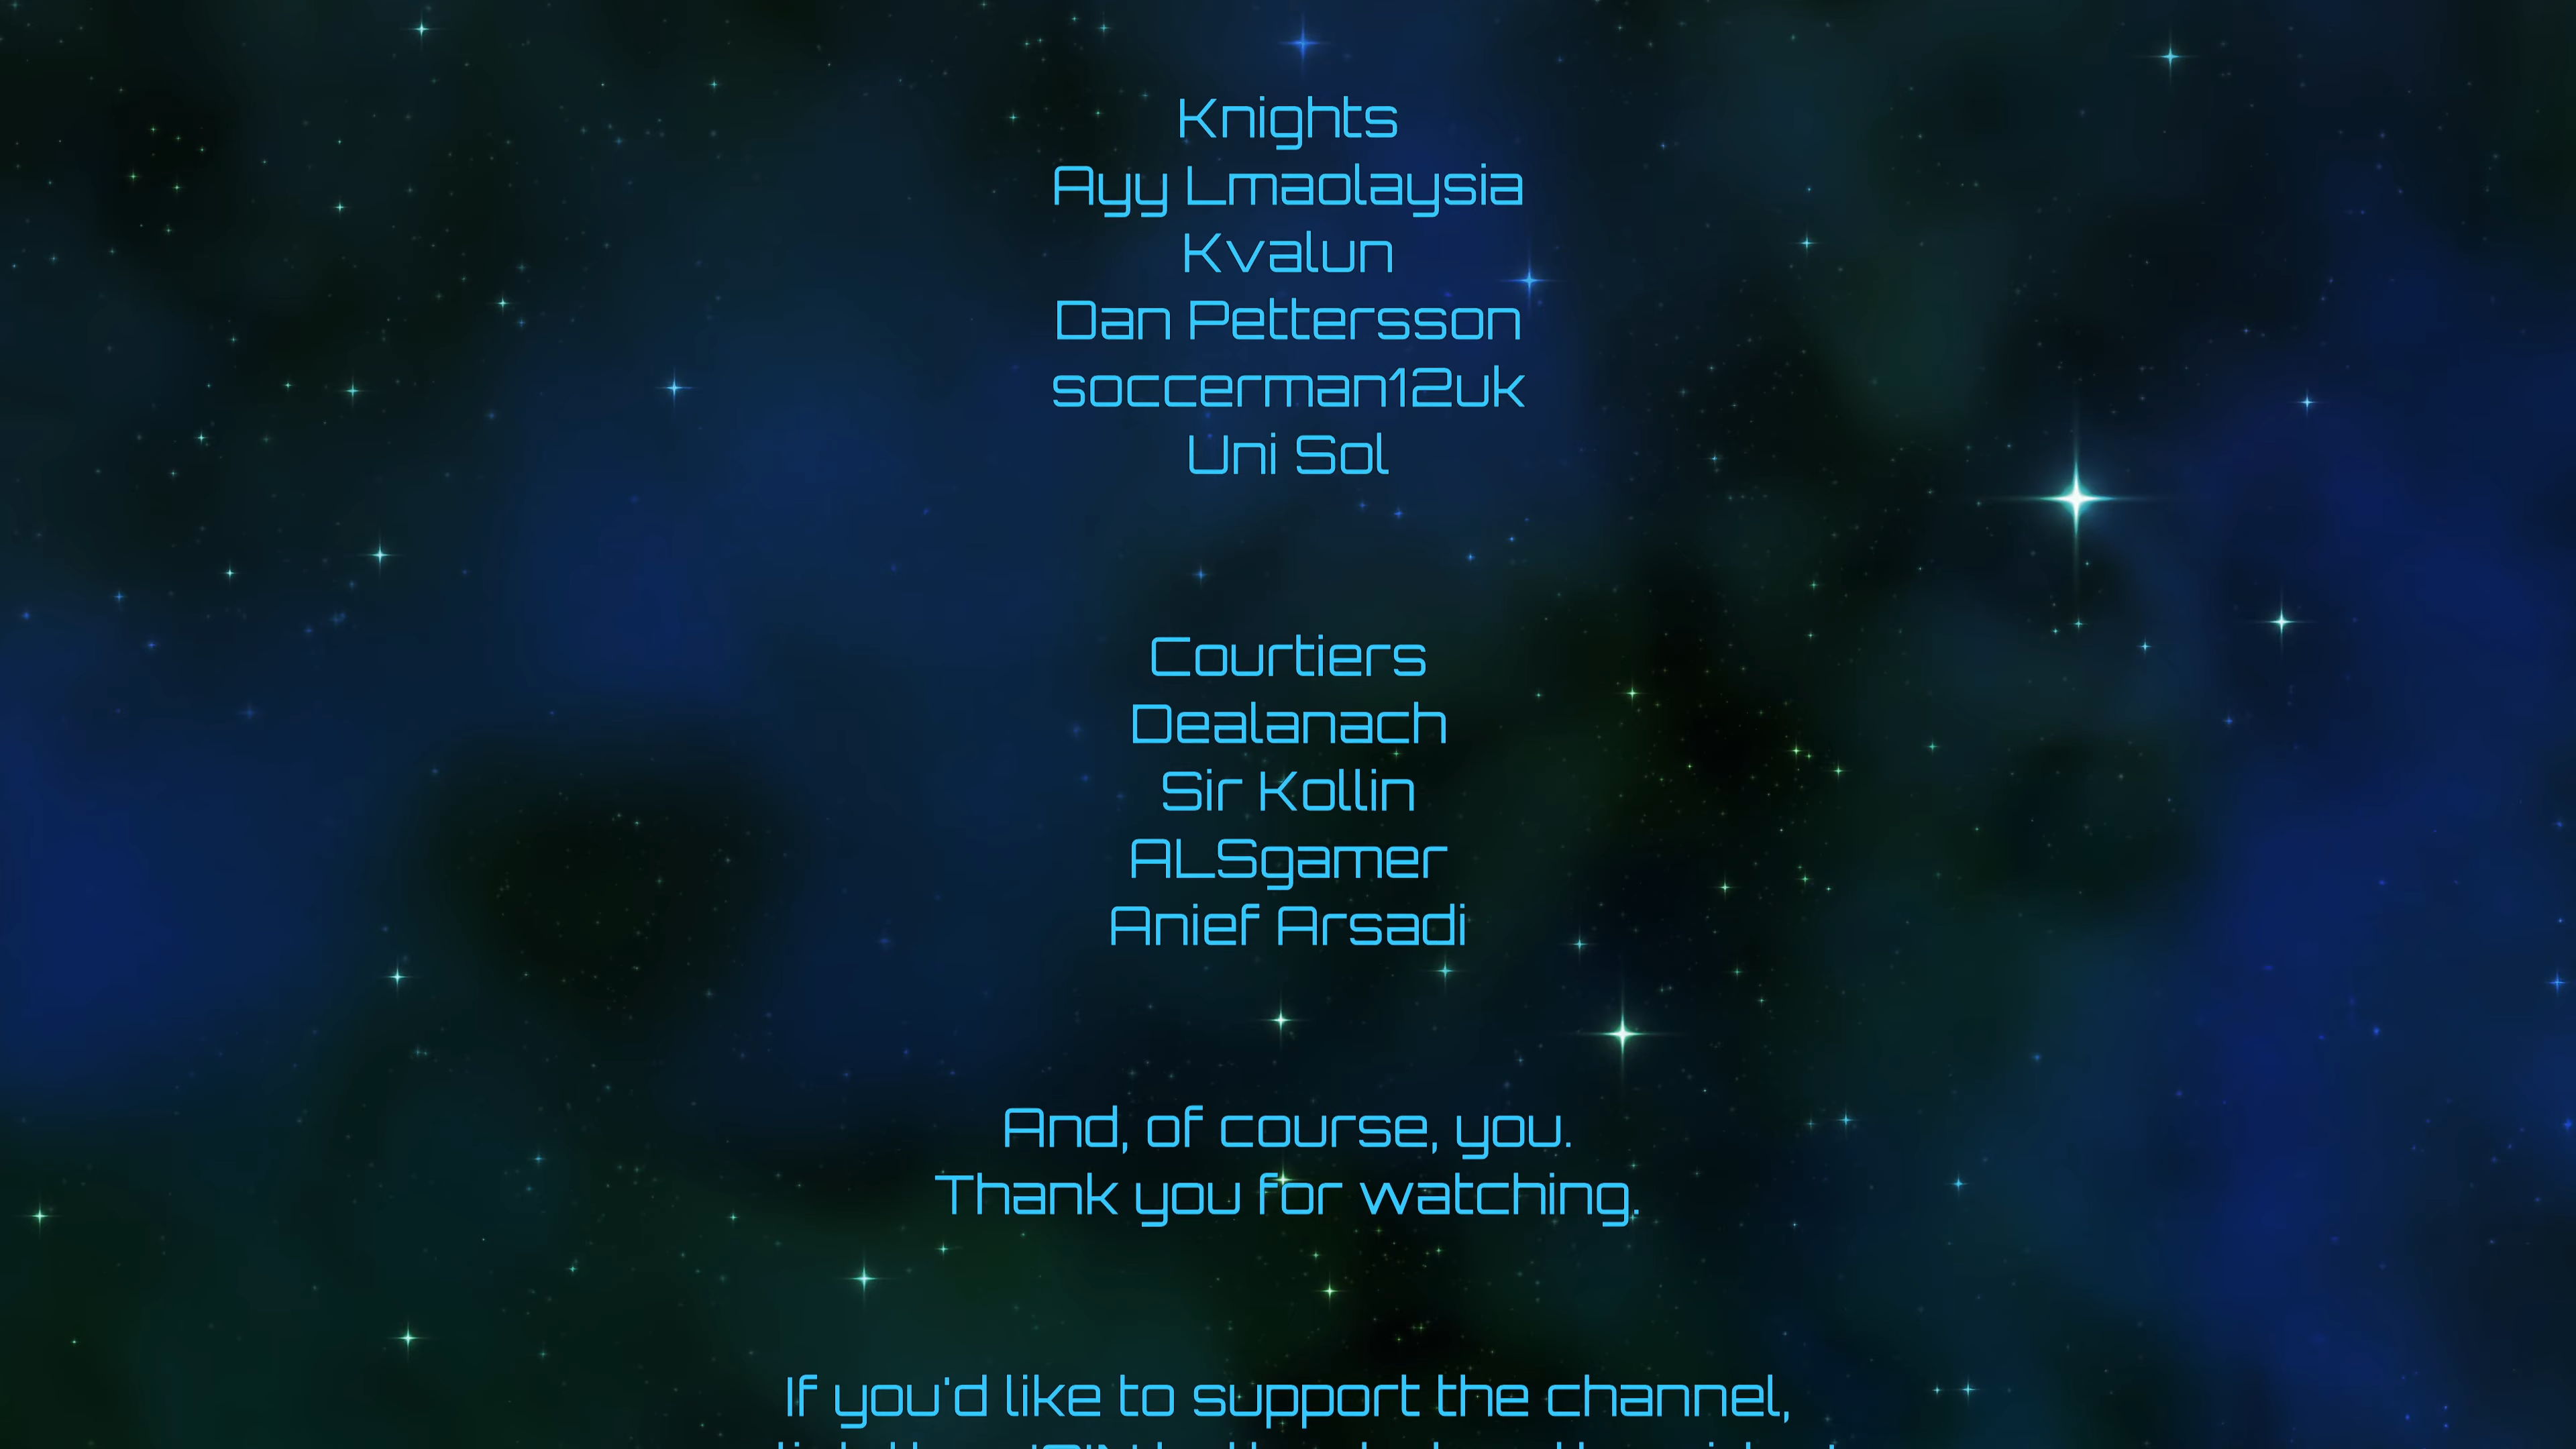 Knights
Ayy Lmaolaysia
Kvalun
Dan Pettersson
soccerman12uk
Uni Sol
Courtiers
Dealanach
Sir Kollin
ALSgamer
Anief Arsadi
And, of course, you.
Thank you for watching.
If you'd like to support the channel,